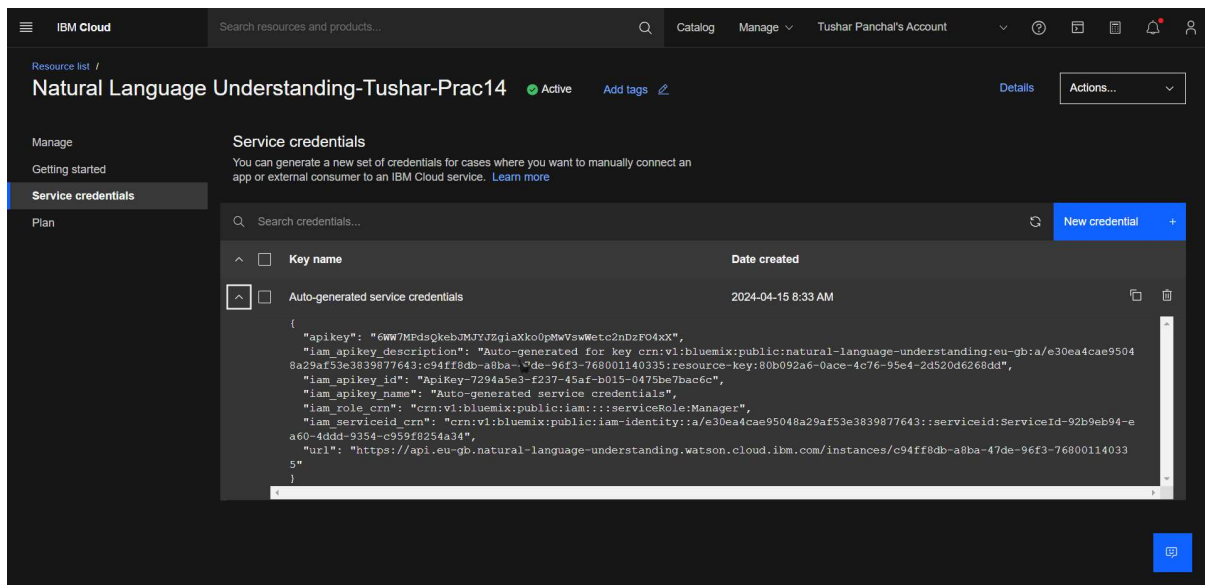 IBM Cloud
Search resources and products...
Catalog
Manage
Tushar Panchal's Account
Resource list /
Natural Language Understanding-Tushar-Prac14
Active
Add tags
Details
Actions...
Manage
Getting started
Service credentials
Plan
Service credentials
You can generate a new set of credentials for cases where you want to manually connect an
app or external consumer to an IBM Cloud service. Learn more
Search credentials...
New credential +
Key name
Date created
Auto-generated service credentials
2024-04-15 8:33 AM
{
"apikey": "6WW7MPdsQkebJMJYJZgiaXko0pMwVswWetc2nDzFO4xX",
"iam_apikey_description": "Auto-generated for key crn:v1:bluemix:public:natural-language-understanding:eu-gb:a/e30ea4cae9504
8a29af53e3839877643:c94ff8db-a8ba-47de-96f3-768001140335:resource-key:80b092a6-0ace-4c76-95e4-2d520d6268dd",
"iam_apikey_id": "ApiKey-7294a5e3-f237-45af-b015-0475be7bac6c",
"iam_apikey_name": "Auto-generated service credentials",
"iam_role_crn": "crn:v1:bluemix:public:iam::::serviceRole:Manager",
"iam_serviceid_crn": "crn:v1:bluemix:public:iam-identity::a/e30ea4cae95048a29af53e3839877643::serviceid:ServiceId-92b9eb94-e
a60-4ddd-9354-c959f8254a34",
"url": "https://api.eu-gb.natural-language-understanding.watson.cloud.ibm.com/instances/c94ff8db-a8ba-47de-96f3-76800114033
5"
}